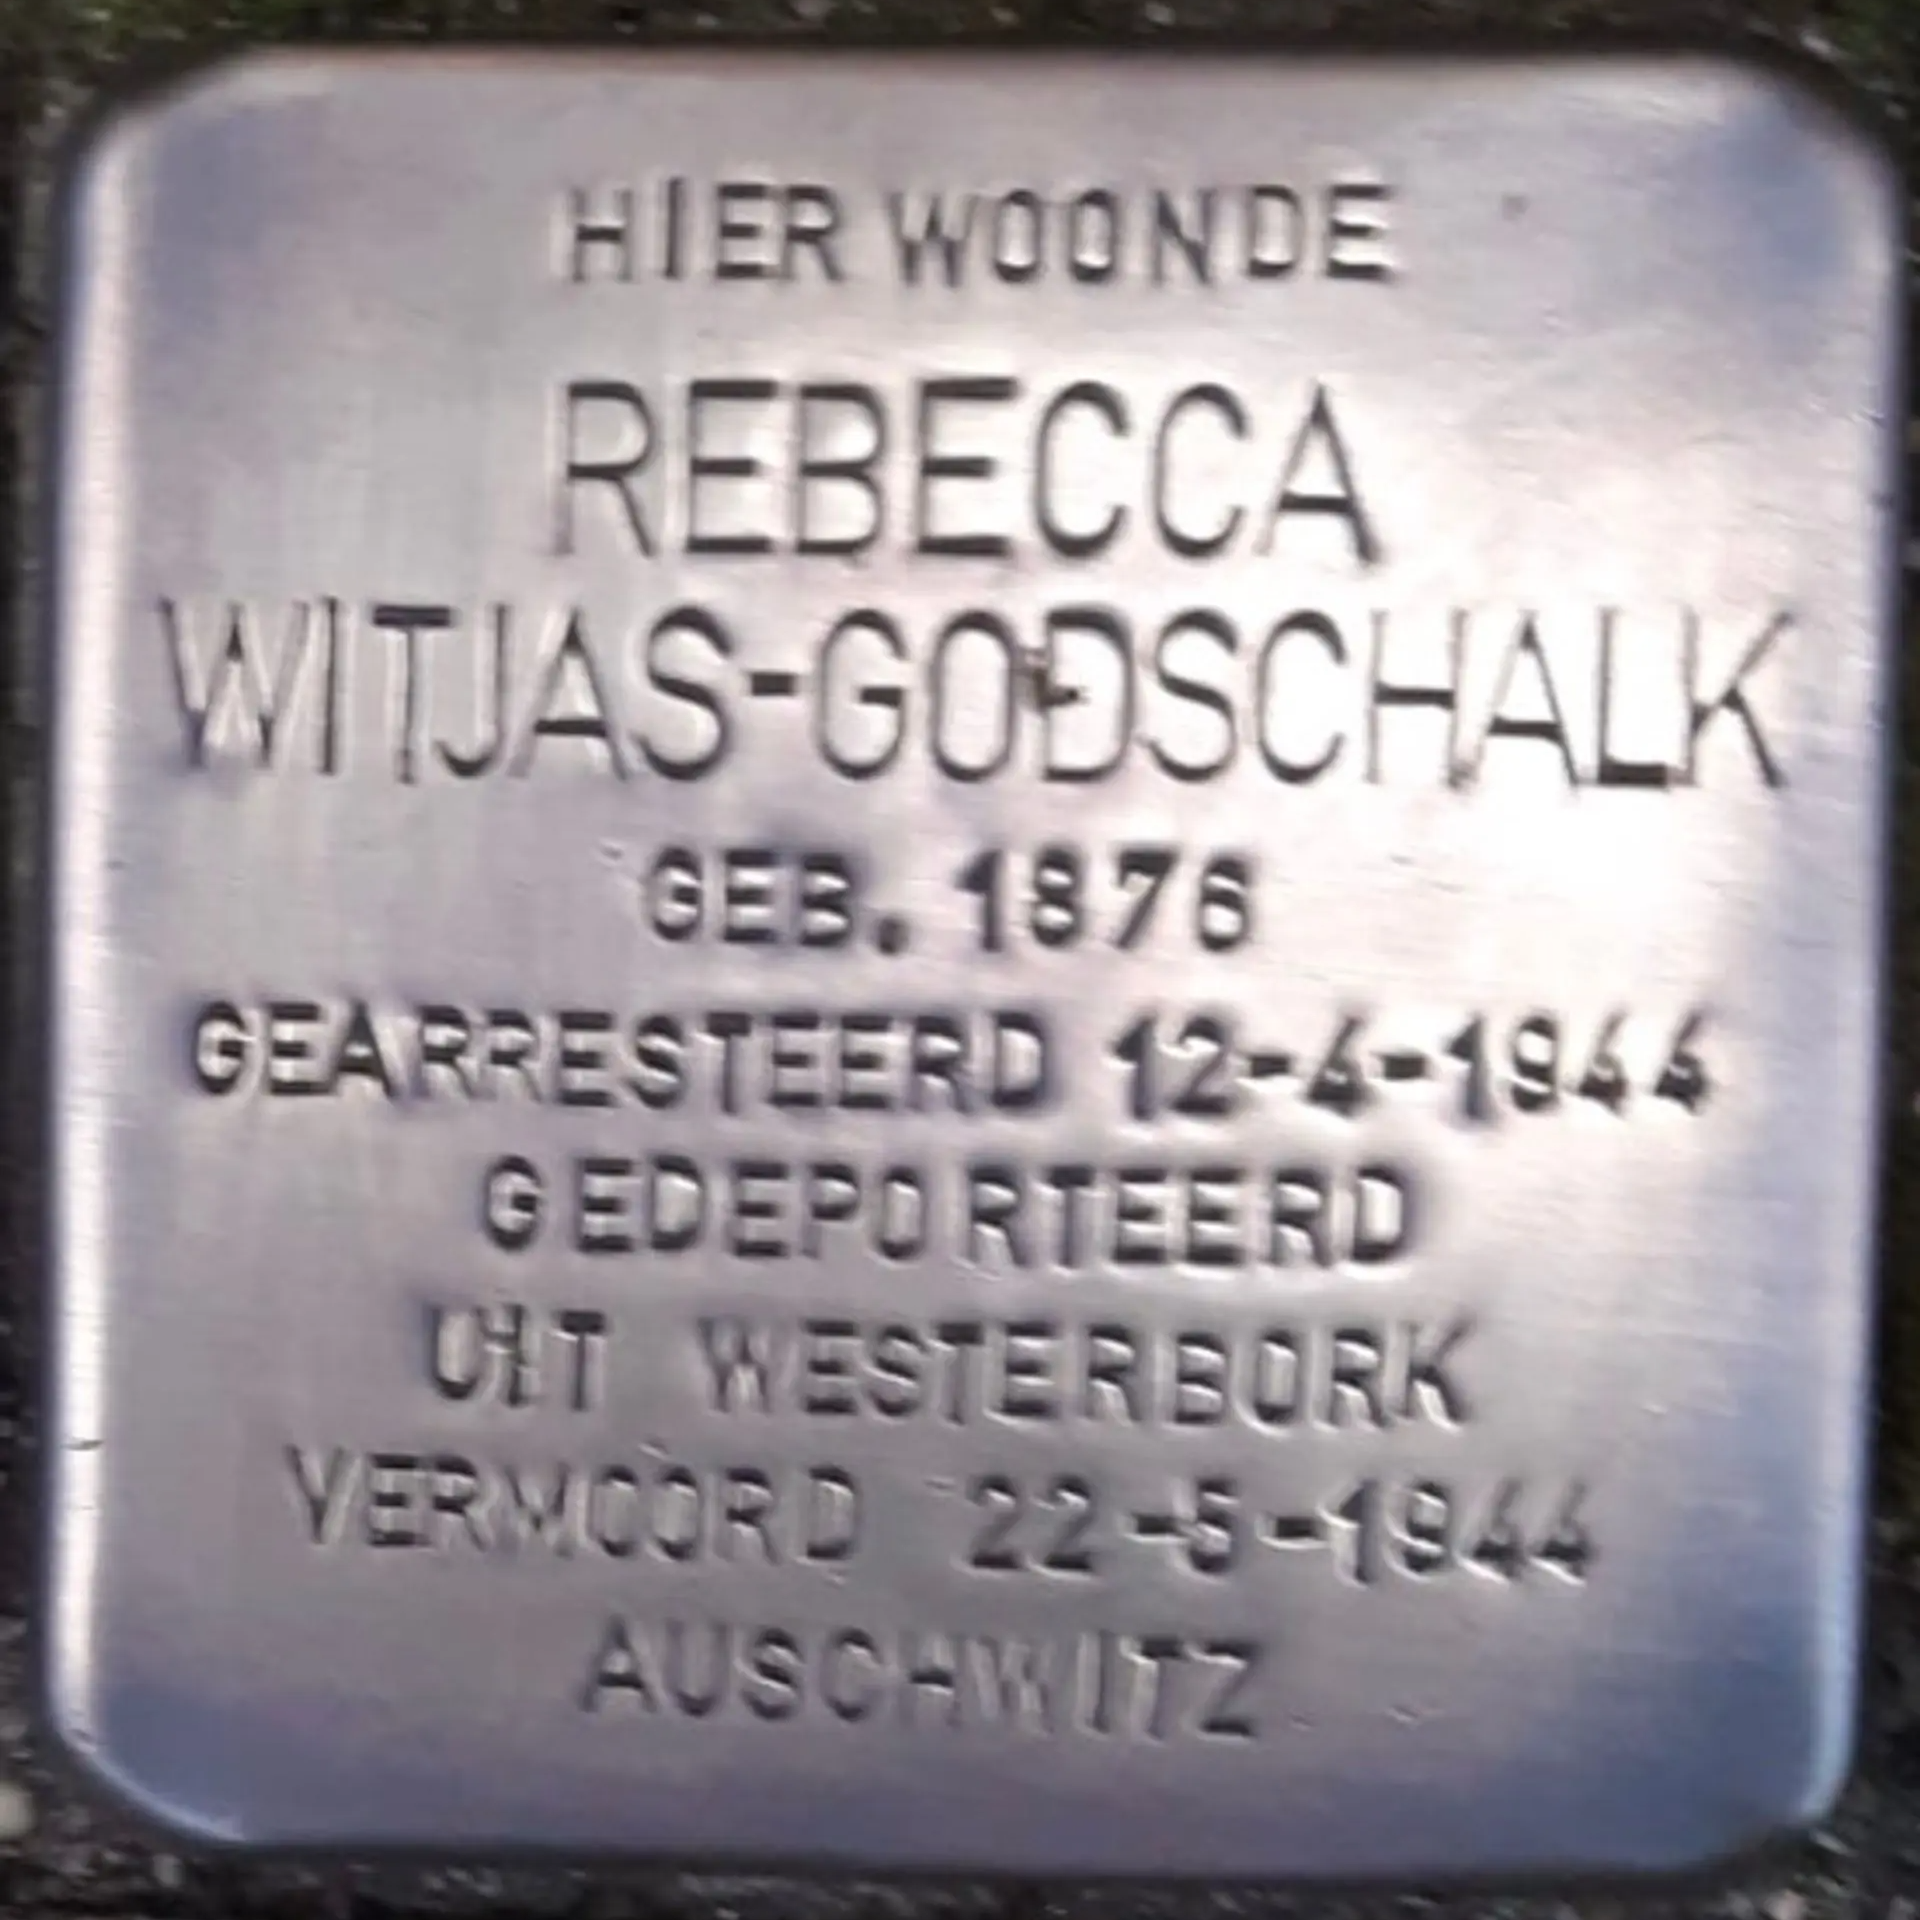 HIER WOONDE
REBECCA
WITJAS-GODSCHALK
GEB. 1876
GEARRESTEERD 12-4-1944
GEDEPORTEERD
UIT WESTERBORK
VERMOORD 22-5-1944
AUSCHWITZ